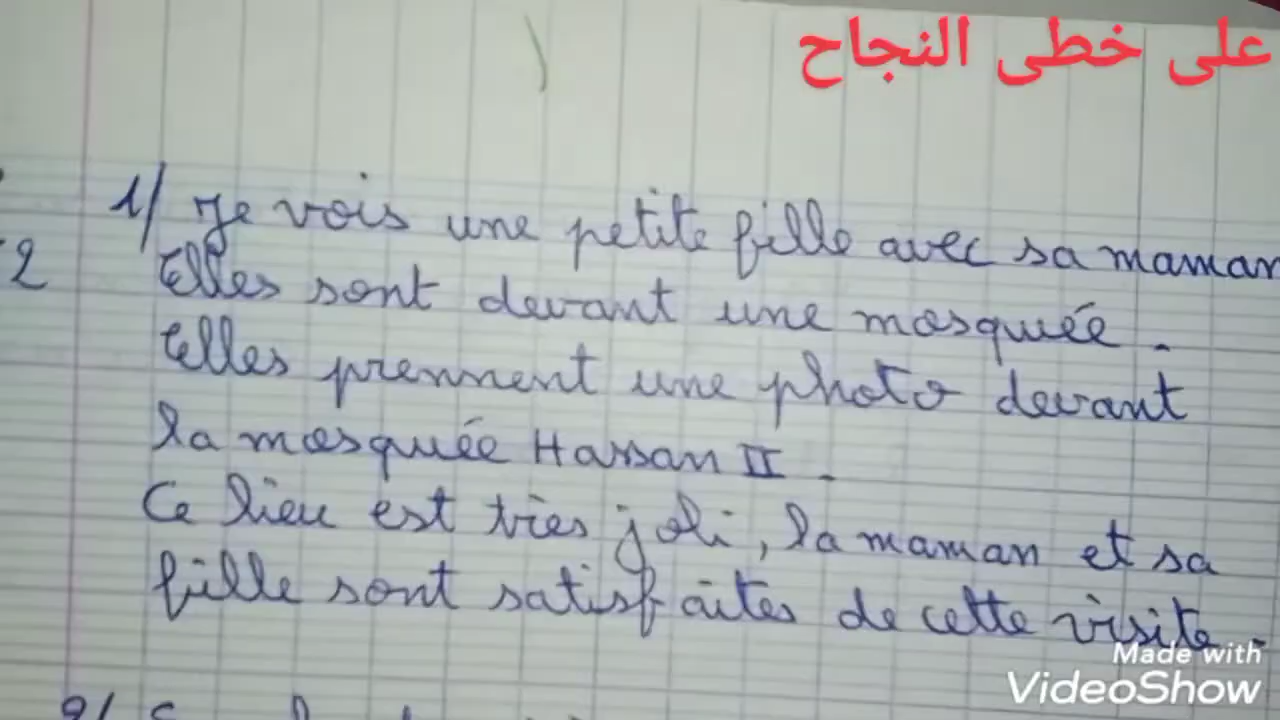 على خطى النجاح
1/ Je vois une petite fille avec sa maman
2
Elles sont devant une mosquée.
Elles prennent une photo devant
la mosquée Hassan II.
Ce lieu est très joli, la maman et sa
fille sont satisfaites de cette visite.
Made with
VideoShow
2/